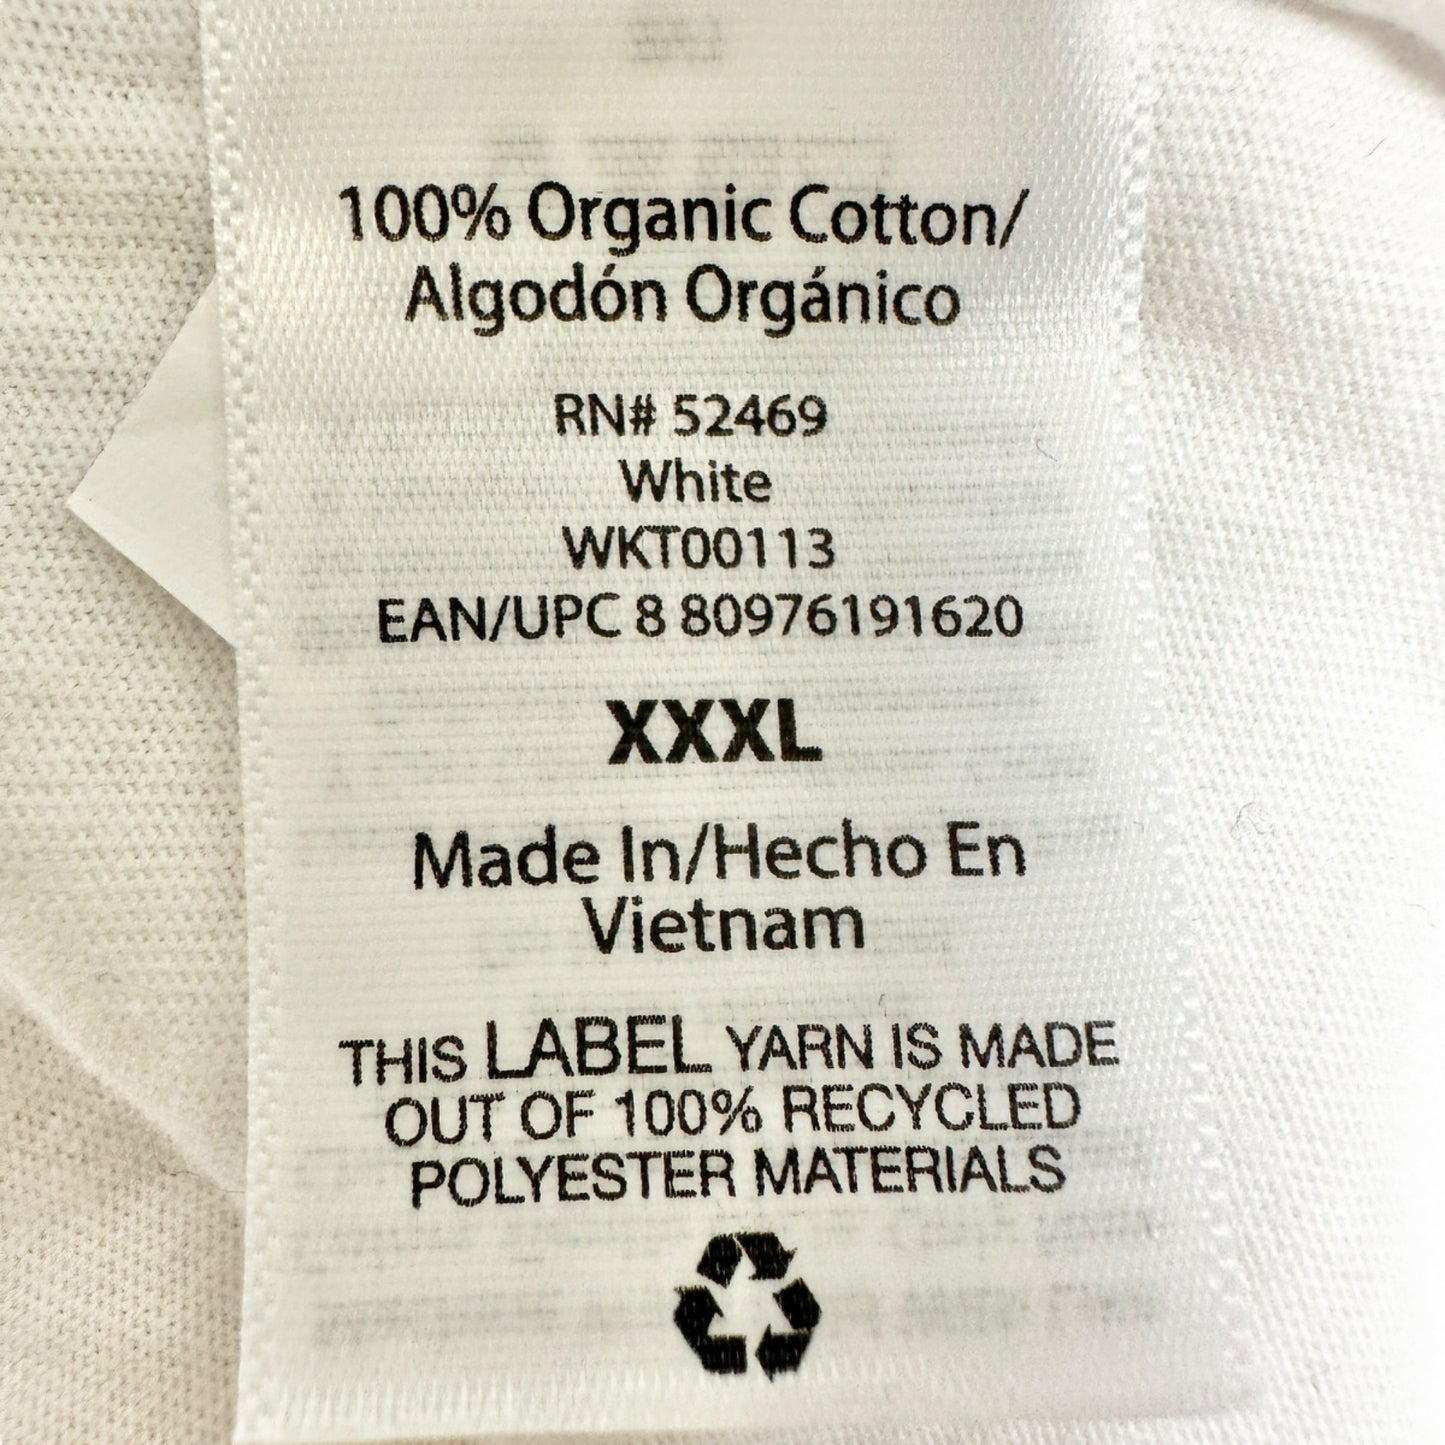 100% Organic Cotton/
Algodón Orgánico
RN# 52469
White
WKT00113
EAN/UPC 8 80976191620
XXXL
Made In/Hecho En
Vietnam
THIS LABEL YARN IS MADE
OUT OF 100% RECYCLED
POLYESTER MATERIALS